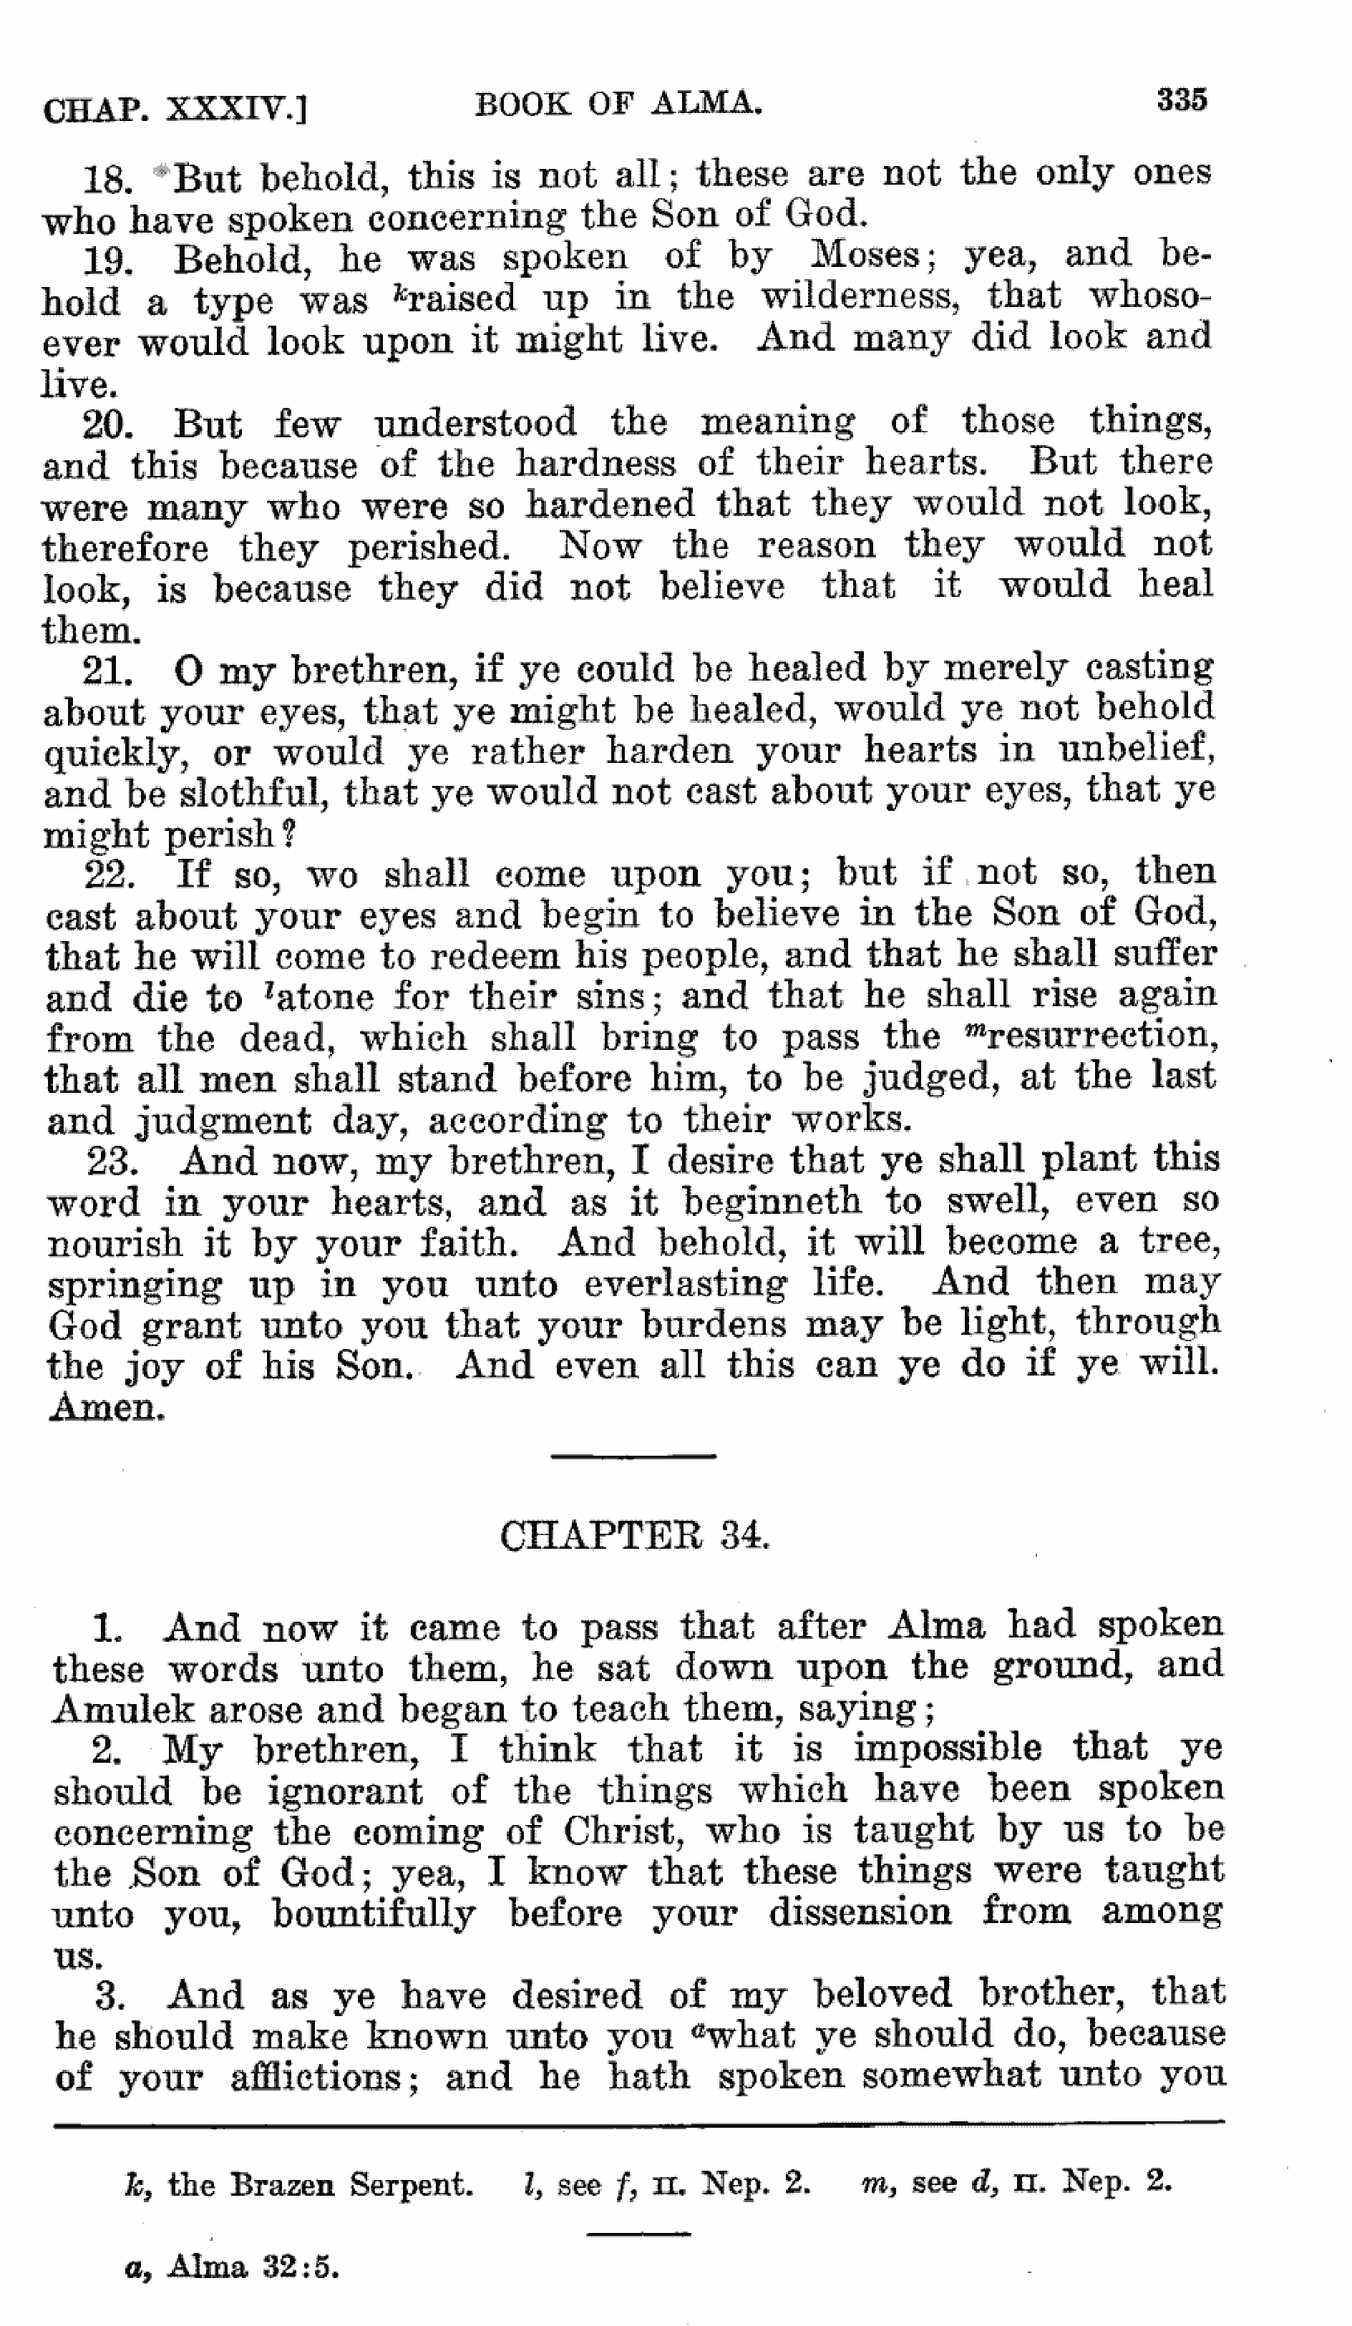 CHAP. XXXIV.] BOOK OF ALMA. 335
18. *But behold, this is not all; these are not the only ones
who have spoken concerning the Son of God.
19. Behold, he was spoken of by Moses; yea, and be-
hold a type was kraised up in the wilderness, that whoso-
ever would look upon it might live. And many did look and
live.
20. But few understood the meaning of those things,
and this because of the hardness of their hearts. But there
were many who were so hardened that they would not look,
therefore they perished. Now the reason they would not
look, is because they did not believe that it would heal
them.
21. O my brethren, if ye could be healed by merely casting
about your eyes, that ye might be healed, would ye not behold
quickly, or would ye rather harden your hearts in unbelief,
and be slothful, that ye would not cast about your eyes, that ye
might perish?
22. If so, wo shall come upon you; but if not so, then
cast about your eyes and begin to believe in the Son of God,
that he will come to redeem his people, and that he shall suffer
and die to latone for their sins; and that he shall rise again
from the dead, which shall bring to pass the mresurrection,
that all men shall stand before him, to be judged, at the last
and judgment day, according to their works.
23. And now, my brethren, I desire that ye shall plant this
word in your hearts, and as it beginneth to swell, even so
nourish it by your faith. And behold, it will become a tree,
springing up in you unto everlasting life. And then may
God grant unto you that your burdens may be light, through
the joy of his Son. And even all this can ye do if ye will.
Amen.
CHAPTER 34.
1. And now it came to pass that after Alma had spoken
these words unto them, he sat down upon the ground, and
Amulek arose and began to teach them, saying;
2. My brethren, I think that it is impossible that ye
should be ignorant of the things which have been spoken
concerning the coming of Christ, who is taught by us to be
the Son of God; yea, I know that these things were taught
unto you, bountifully before your dissension from among
us.
3. And as ye have desired of my beloved brother, that
he should make known unto you awhat ye should do, because
of your afflictions; and he hath spoken somewhat unto you
k, the Brazen Serpent. l, see f, II. Nep. 2. m, see d, II. Nep. 2.
a, Alma 32:5.